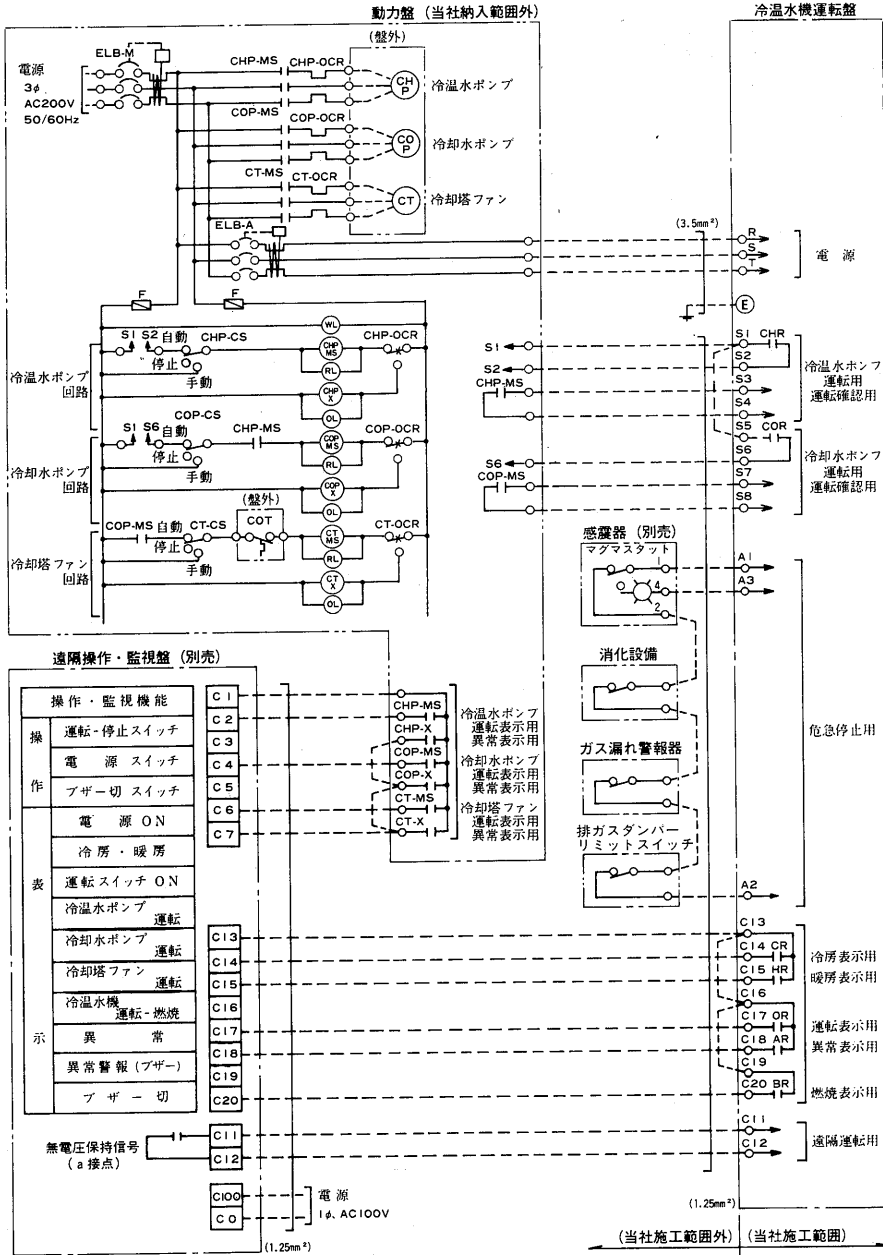 動力盤 (当社納入範囲外)
冷温水機運転盤
(盤外)
ELB-M
電源
3φ
AC200V
50/60Hz
CHP-MS
CHP-OCR
CH
P
冷温水ポンプ
COP-MS
COP-OCR
CO
P
冷却水ポンプ
CT-MS
CT-OCR
CT
冷却塔ファン
ELB-A
(3.5mm²)
R
S
T
電 源
E
F
F
WL
冷温水ポンプ
回路
S1 S2 自動 CHP-CS
停止
手動
CHP
MS
RL
CHP
X
OL
CHP-OCR
冷却水ポンプ
回路
S1 S6 自動 COP-CS
停止
手動
CHP-MS
COP
MS
RL
COP
X
OL
COP-OCR
冷却塔ファン
回路
COP-MS 自動 CT-CS
停止
手動
(盤外)
COT
CT
MS
RL
CT
X
OL
CT-OCR
S1
S2
CHP-MS
S6
COP-MS
S1 CHR
S2
S3
S4
冷温水ポンプ
運転用
運転確認用
S5 COR
S6
S7
S8
冷却水ポンプ
運転用
運転確認用
感震器 (別売)
マグマスタット
1
4
2
A1
A3
消化設備
ガス漏れ警報器
排ガスダンパー
リミットスイッチ
A2
危急停止用
遠隔操作・監視盤 (別売)
操作・監視機能
操作
運転-停止スイッチ
電 源 スイッチ
ブザー切 スイッチ
表示
電 源 ON
冷房・暖房
運転スイッチ ON
冷温水ポンプ
運転
冷却水ポンプ
運転
冷却塔ファン
運転
冷温水機
運転-燃焼
異 常
異常警報 (ブザー)
ブ ザ ー 切
C1
C2
C3
C4
C5
C6
C7
CHP-MS
CHP-X
COP-MS
COP-X
CT-MS
CT-X
冷温水ポンプ
運転表示用
異常表示用
冷却水ポンプ
運転表示用
異常表示用
冷却塔ファン
運転表示用
異常表示用
C13
C14
C15
C16
C17
C18
C19
C20
C13
C14 CR
C15 HR
C16
C17 OR
C18 AR
C19
C20 BR
冷房表示用
暖房表示用
運転表示用
異常表示用
燃焼表示用
無電圧保持信号
(a接点)
C11
C12
C11
C12
遠隔運転用
C100
C0
電 源
1φ, AC100V
(1.25mm²)
(1.25mm²)
(当社施工範囲外)
(当社施工範囲)